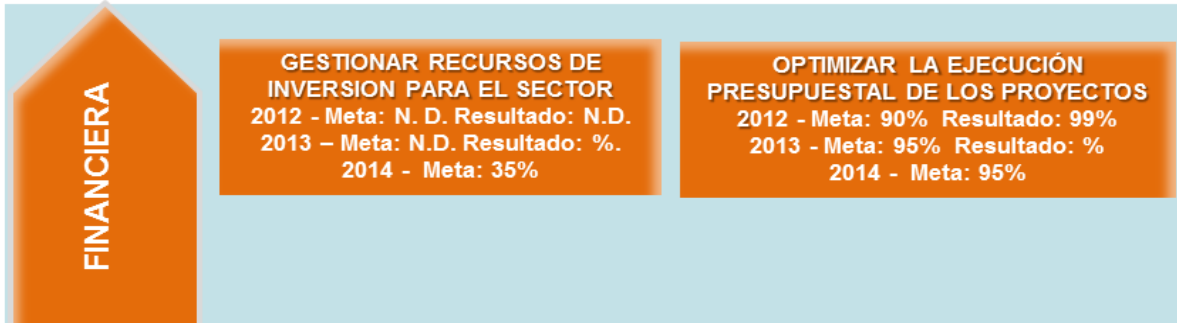 FINANCIERA
GESTIONAR RECURSOS DE
INVERSION PARA EL SECTOR
2012 - Meta: N. D. Resultado: N.D.
2013 – Meta: N.D. Resultado: %.
2014 - Meta: 35%
OPTIMIZAR LA EJECUCIÓN
PRESUPUESTAL DE LOS PROYECTOS
2012 - Meta: 90% Resultado: 99%
2013 - Meta: 95% Resultado: %
2014 - Meta: 95%